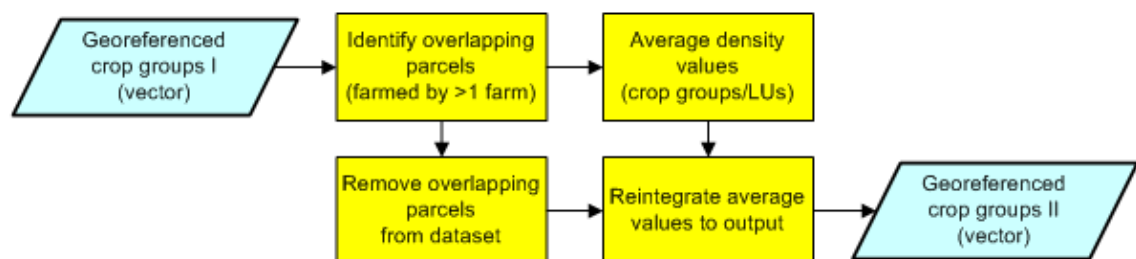 Georeferenced
crop groups I
(vector)
Identify overlapping
parcels
(farmed by >1 farm)
Average density
values
(crop groups/LUs)
Remove overlapping
parcels
from dataset
Reintegrate average
values to output
Georeferenced
crop groups II
(vector)